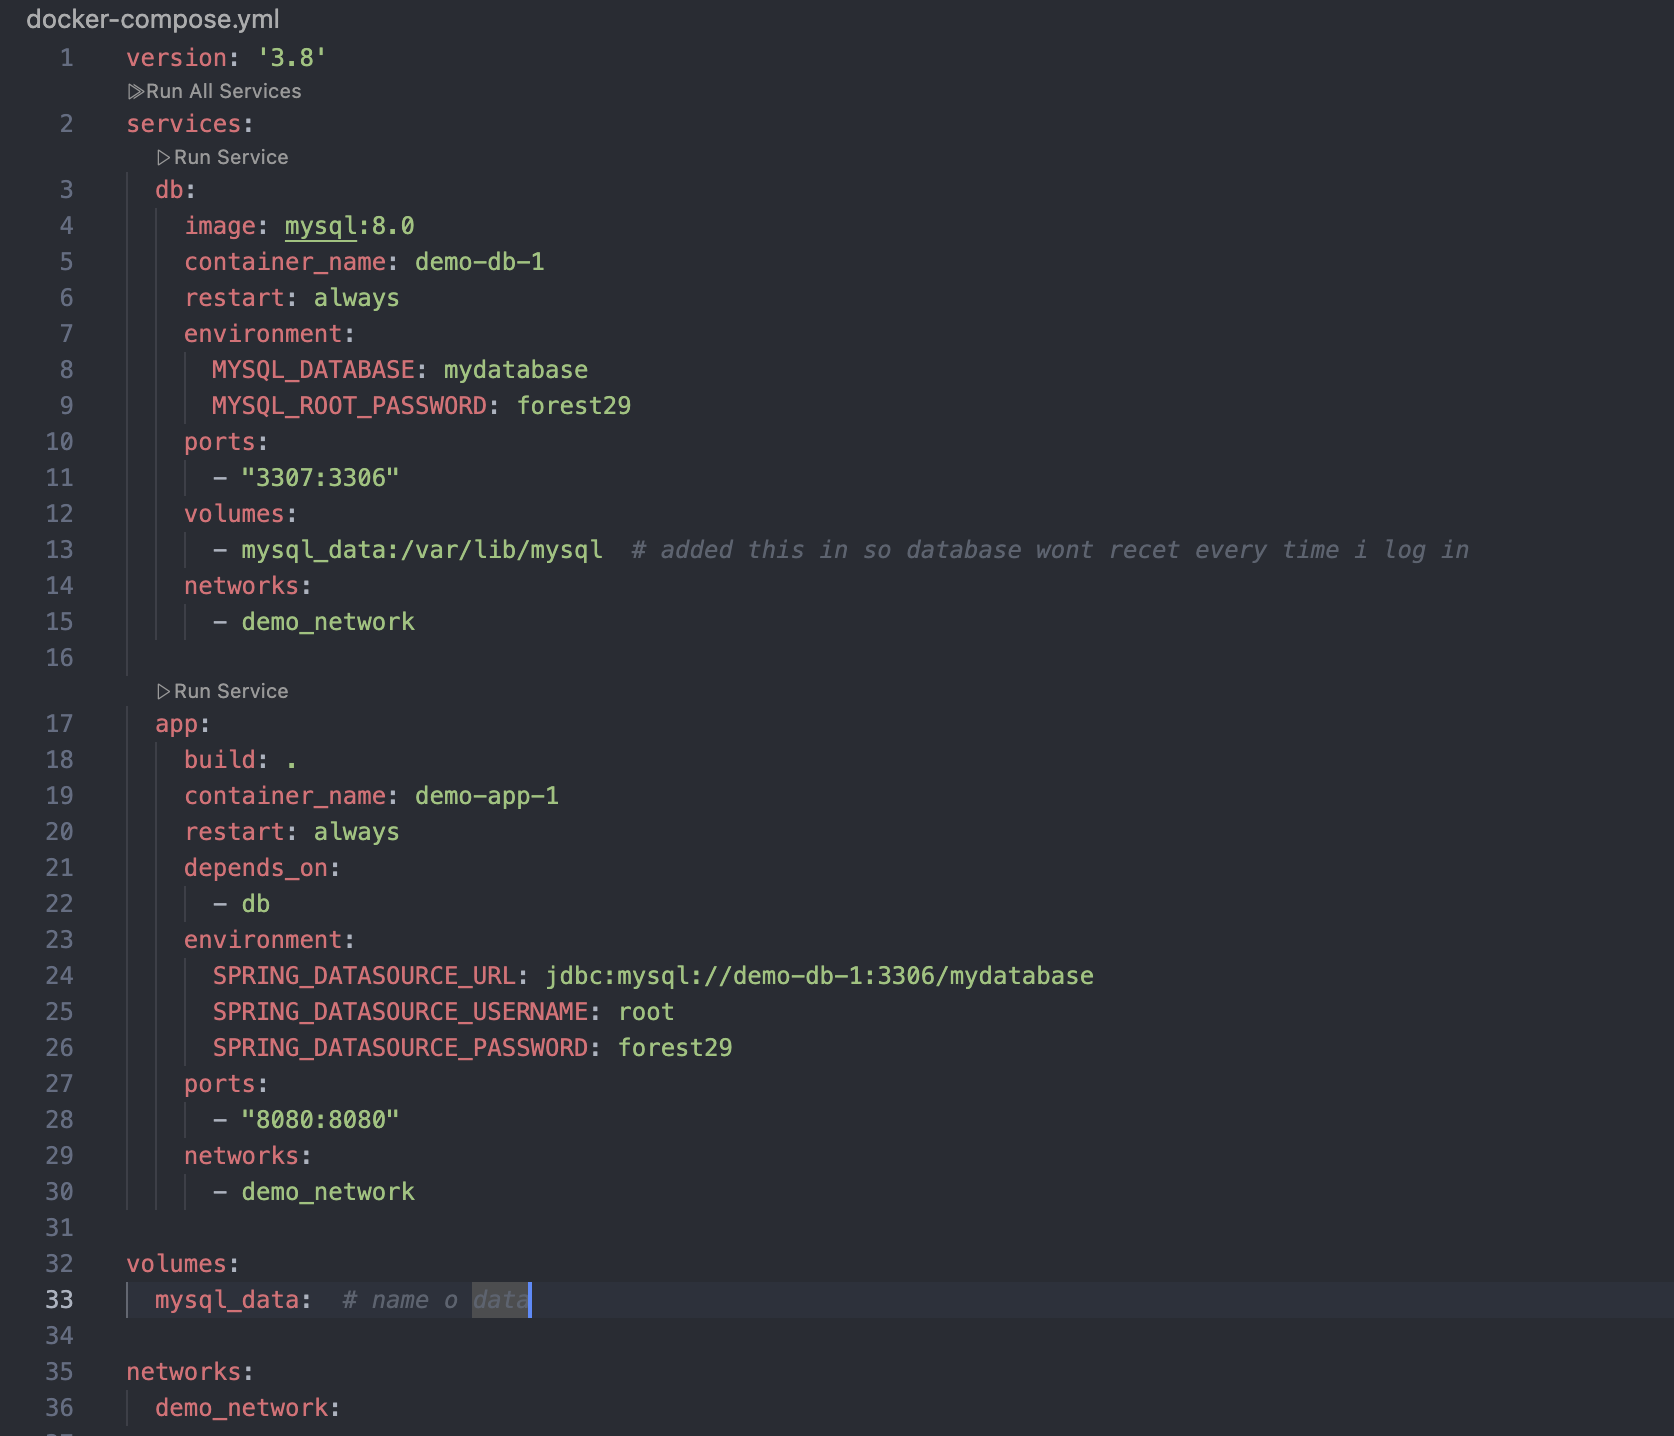 docker-compose.yml
1 version: '3.8'
Run All Services
2 services:
Run Service
3 db:
4 image: mysql:8.0
5 container_name: demo-db-1
6 restart: always
7 environment:
8 MYSQL_DATABASE: mydatabase
9 MYSQL_ROOT_PASSWORD: forest29
10 ports:
11 - "3307:3306"
12 volumes:
13 - mysql_data:/var/lib/mysql # added this in so database wont recet every time i log in
14 networks:
15 - demo_network
16
Run Service
17 app:
18 build: .
19 container_name: demo-app-1
20 restart: always
21 depends_on:
22 - db
23 environment:
24 SPRING_DATASOURCE_URL: jdbc:mysql://demo-db-1:3306/mydatabase
25 SPRING_DATASOURCE_USERNAME: root
26 SPRING_DATASOURCE_PASSWORD: forest29
27 ports:
28 - "8080:8080"
29 networks:
30 - demo_network
31
32 volumes:
33 mysql_data: # name o data
34
35 networks:
36 demo_network: